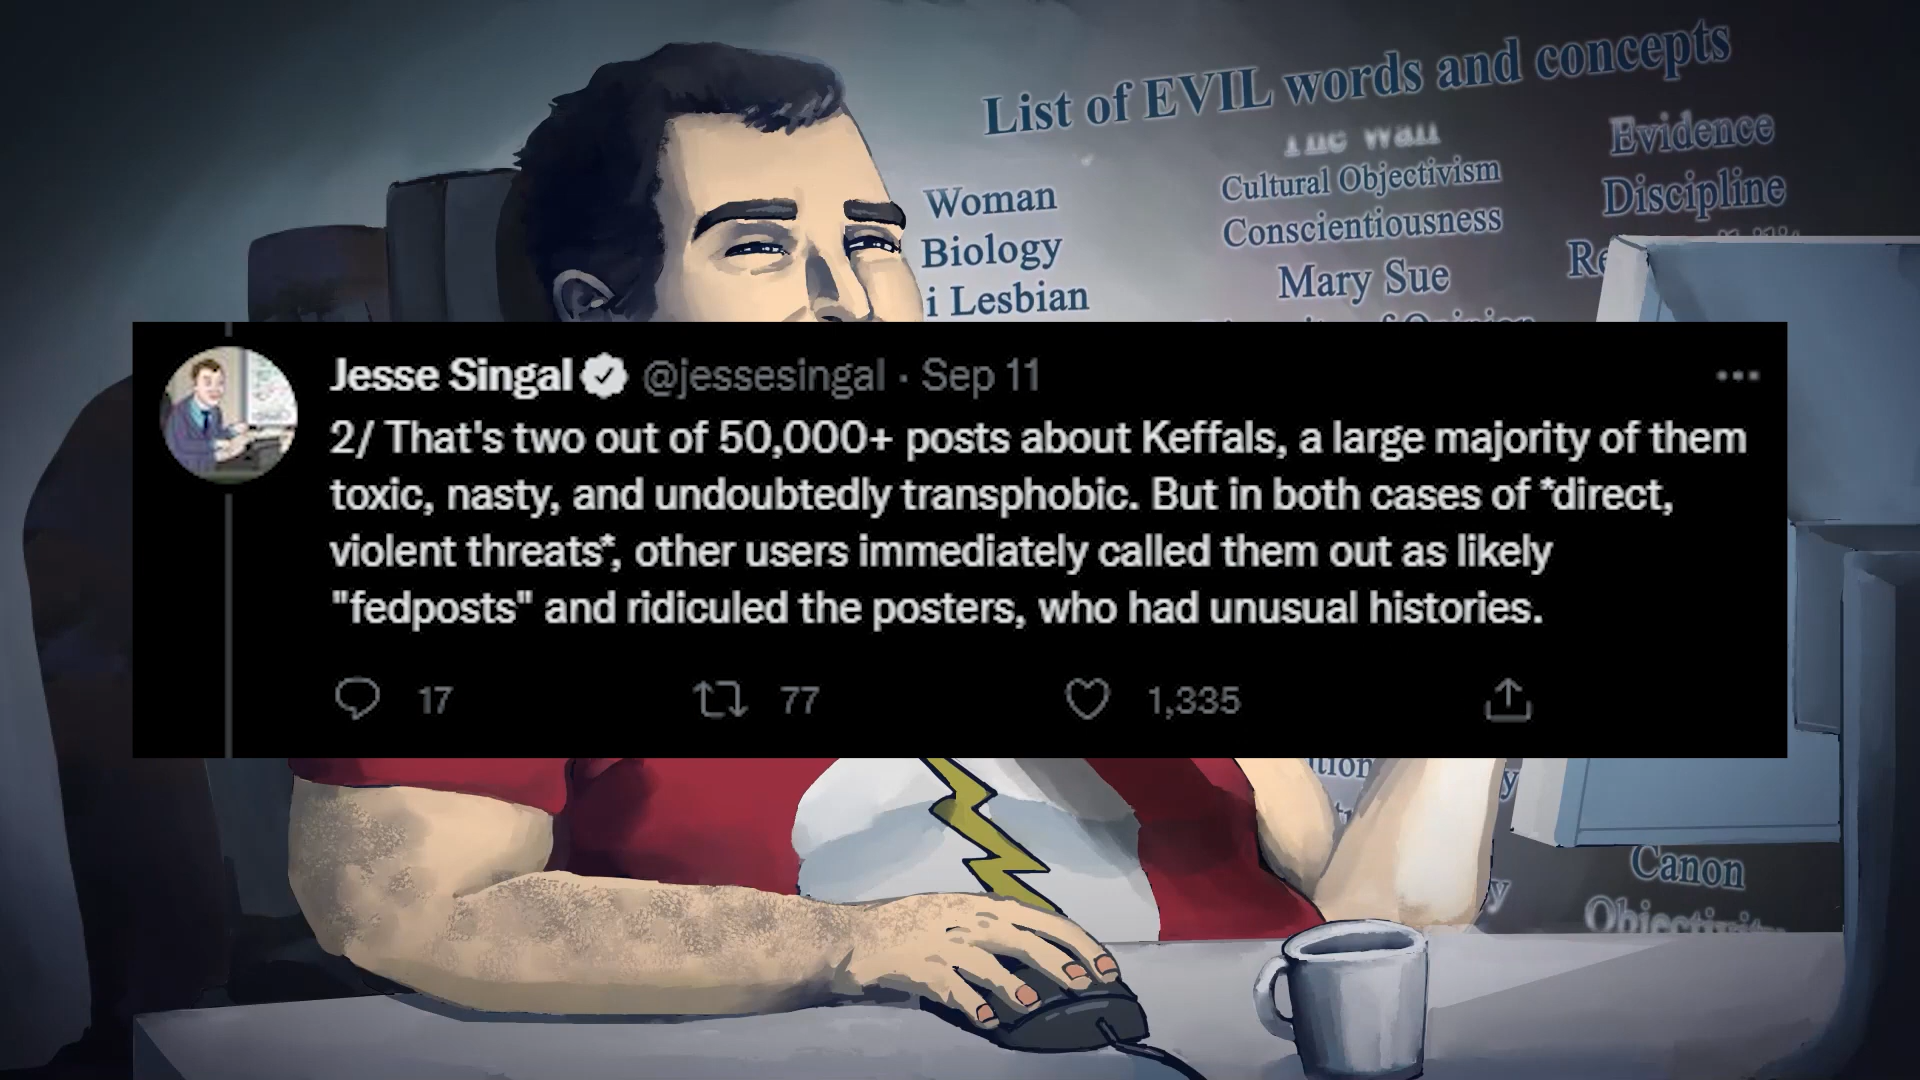 List of EVIL words and concepts
The Wall
Evidence
Woman
Cultural Objectivism
Discipline
Biology
Conscientiousness
i Lesbian
Mary Sue
Jesse Singal @jessesingal · Sep 11
2/ That's two out of 50,000+ posts about Keffals, a large majority of them
toxic, nasty, and undoubtedly transphobic. But in both cases of *direct,
violent threats*, other users immediately called them out as likely
"fedposts" and ridiculed the posters, who had unusual histories.
17
77
1,335
Canon
Objectivity